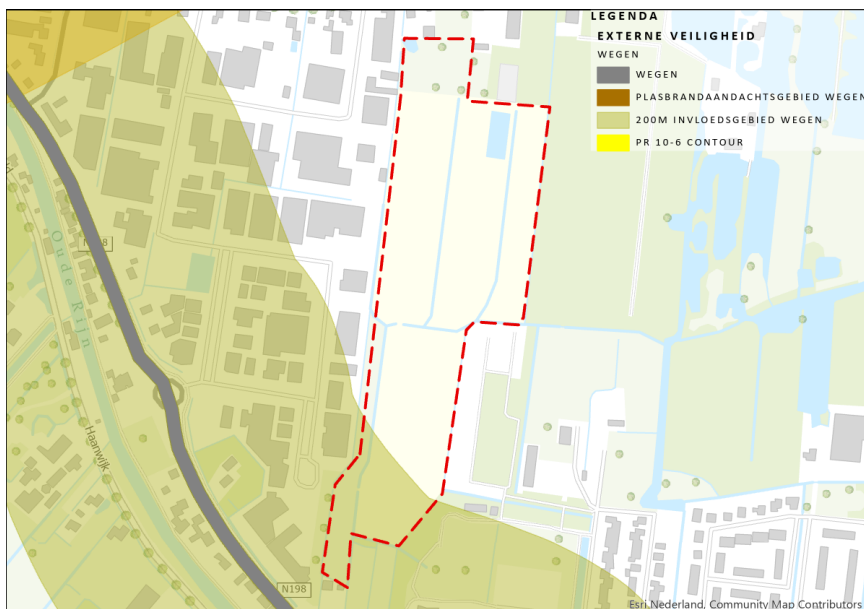 LEGENDA
EXTERNE VEILIGHEID
WEGEN
WEGEN
PLASBRANDAANDACHTSGEBIED WEGEN
200M INVLOEDSGEBIED WEGEN
PR 10-6 CONTOUR
Oude Rijn
Haanwijk
N198
Esri Nederland, Community Map Contributors